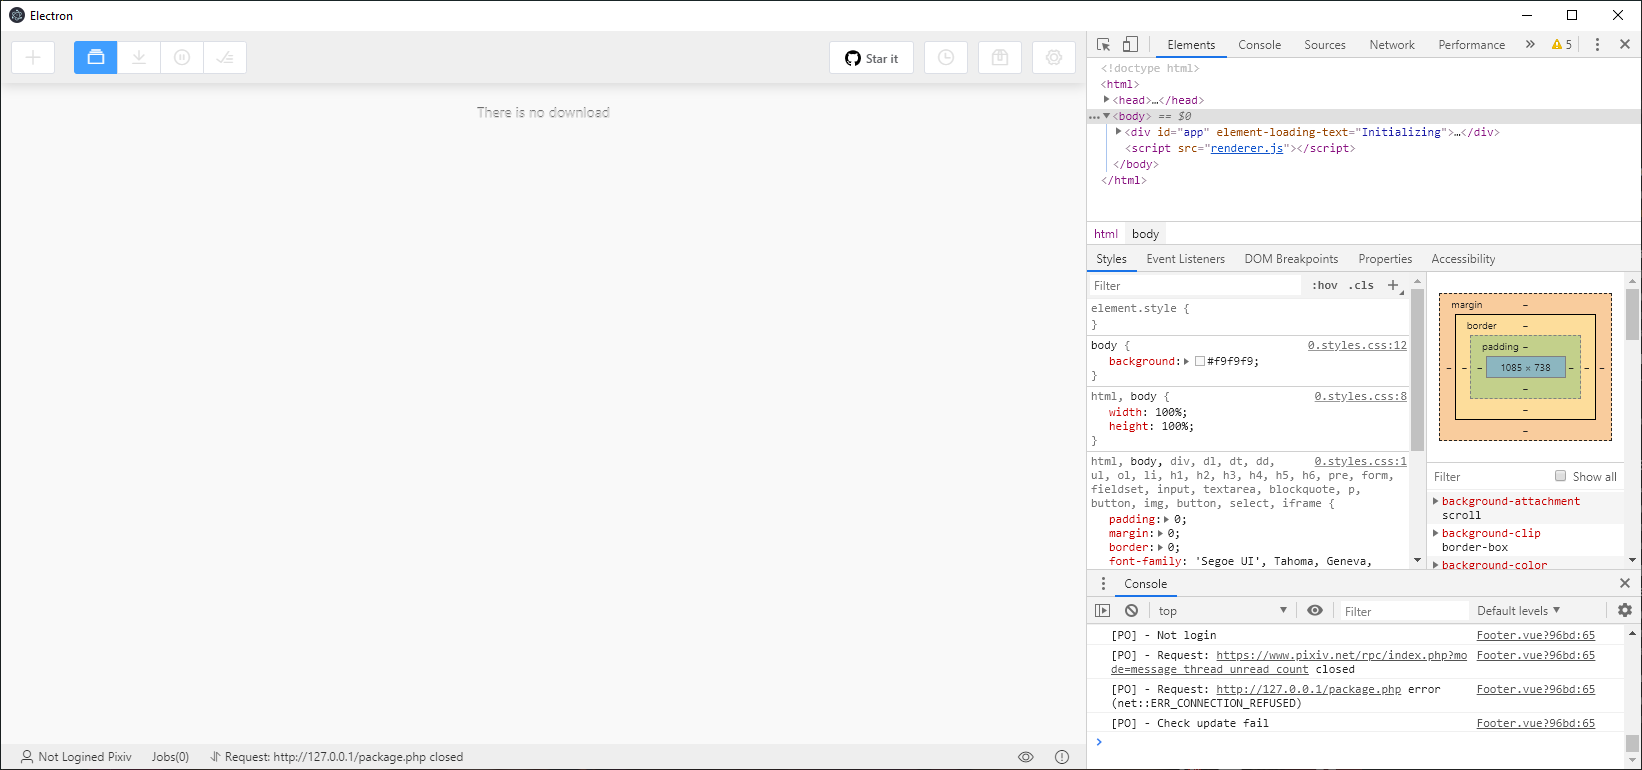 Electron
Star it
There is no download
Not Logined Pixiv
Jobs(0)
Request: http://127.0.0.1/package.php closed
Elements
Console
Sources
Network
Performance
»
5
<!doctype html>
<html>
<head>…</head>
<body> == $0
<div id="app" element-loading-text="Initializing">…</div>
<script src="renderer.js"></script>
</body>
</html>
html
body
Styles
Event Listeners
DOM Breakpoints
Properties
Accessibility
Filter
:hov
.cls
element.style {
}
body {
0.styles.css:12
background: #f9f9f9;
}
html, body {
0.styles.css:8
width: 100%;
height: 100%;
}
html, body, div, dl, dt, dd,
0.styles.css:1
ul, ol, li, h1, h2, h3, h4, h5, h6, pre, form,
fieldset, input, textarea, blockquote, p,
button, img, button, select, iframe {
padding: 0;
margin: 0;
border: 0;
font-family: 'Segoe UI', Tahoma, Geneva,
margin –
border –
padding –
– – – 1085 × 738 – – –
–
–
–
Filter
Show all
background-attachment
scroll
background-clip
border-box
background-color
Console
top
Filter
Default levels
[PO] - Not login
Footer.vue?96bd:65
[PO] - Request: https://www.pixiv.net/rpc/index.php?mo
Footer.vue?96bd:65
de=message_thread_unread_count closed
[PO] - Request: http://127.0.0.1/package.php error
Footer.vue?96bd:65
(net::ERR_CONNECTION_REFUSED)
[PO] - Check update fail
Footer.vue?96bd:65